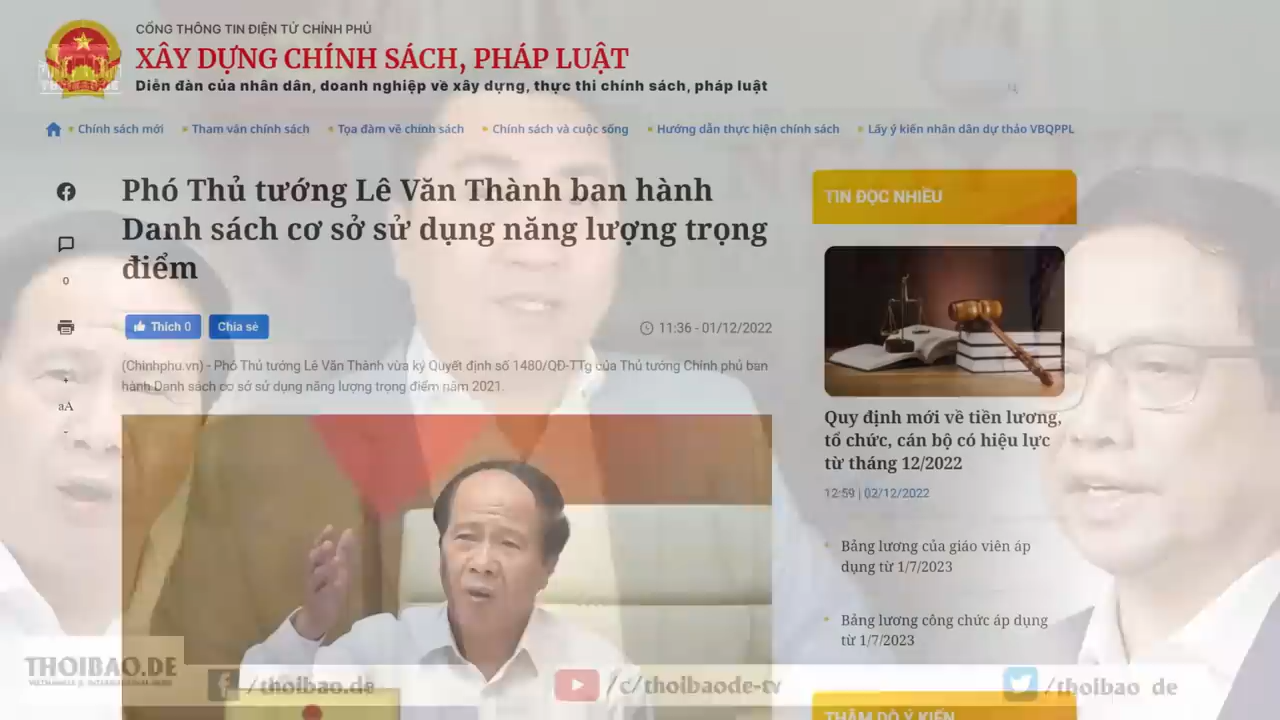 CỔNG THÔNG TIN ĐIỆN TỬ CHÍNH PHỦ
XÂY DỰNG CHÍNH SÁCH, PHÁP LUẬT
Diễn đàn của nhân dân, doanh nghiệp về xây dựng, thực thi chính sách, pháp luật
Chính sách mới
Tham vấn chính sách
Tọa đàm về chính sách
Chính sách và cuộc sống
Hướng dẫn thực hiện chính sách
Lấy ý kiến nhân dân dự thảo VBQPPL
Phó Thủ tướng Lê Văn Thành ban hành
Danh sách cơ sở sử dụng năng lượng trọng
điểm
0
+
aA
-
Thích 0
Chia sẻ
11:36 - 01/12/2022
(Chinhphu.vn) - Phó Thủ tướng Lê Văn Thành vừa ký Quyết định số 1480/QĐ-TTg của Thủ tướng Chính phủ ban
hành Danh sách cơ sở sử dụng năng lượng trọng điểm năm 2021.
TIN ĐỌC NHIỀU
Quy định mới về tiền lương,
tổ chức, cán bộ có hiệu lực
từ tháng 12/2022
12:59 | 02/12/2022
Bảng lương của giáo viên áp
dụng từ 1/7/2023
Bảng lương công chức áp dụng
từ 1/7/2023
THĂM DÒ Ý KIẾN
THOIBAO.DE
/thoibao.de
/c/thoibaode-tv
/thoibao_de